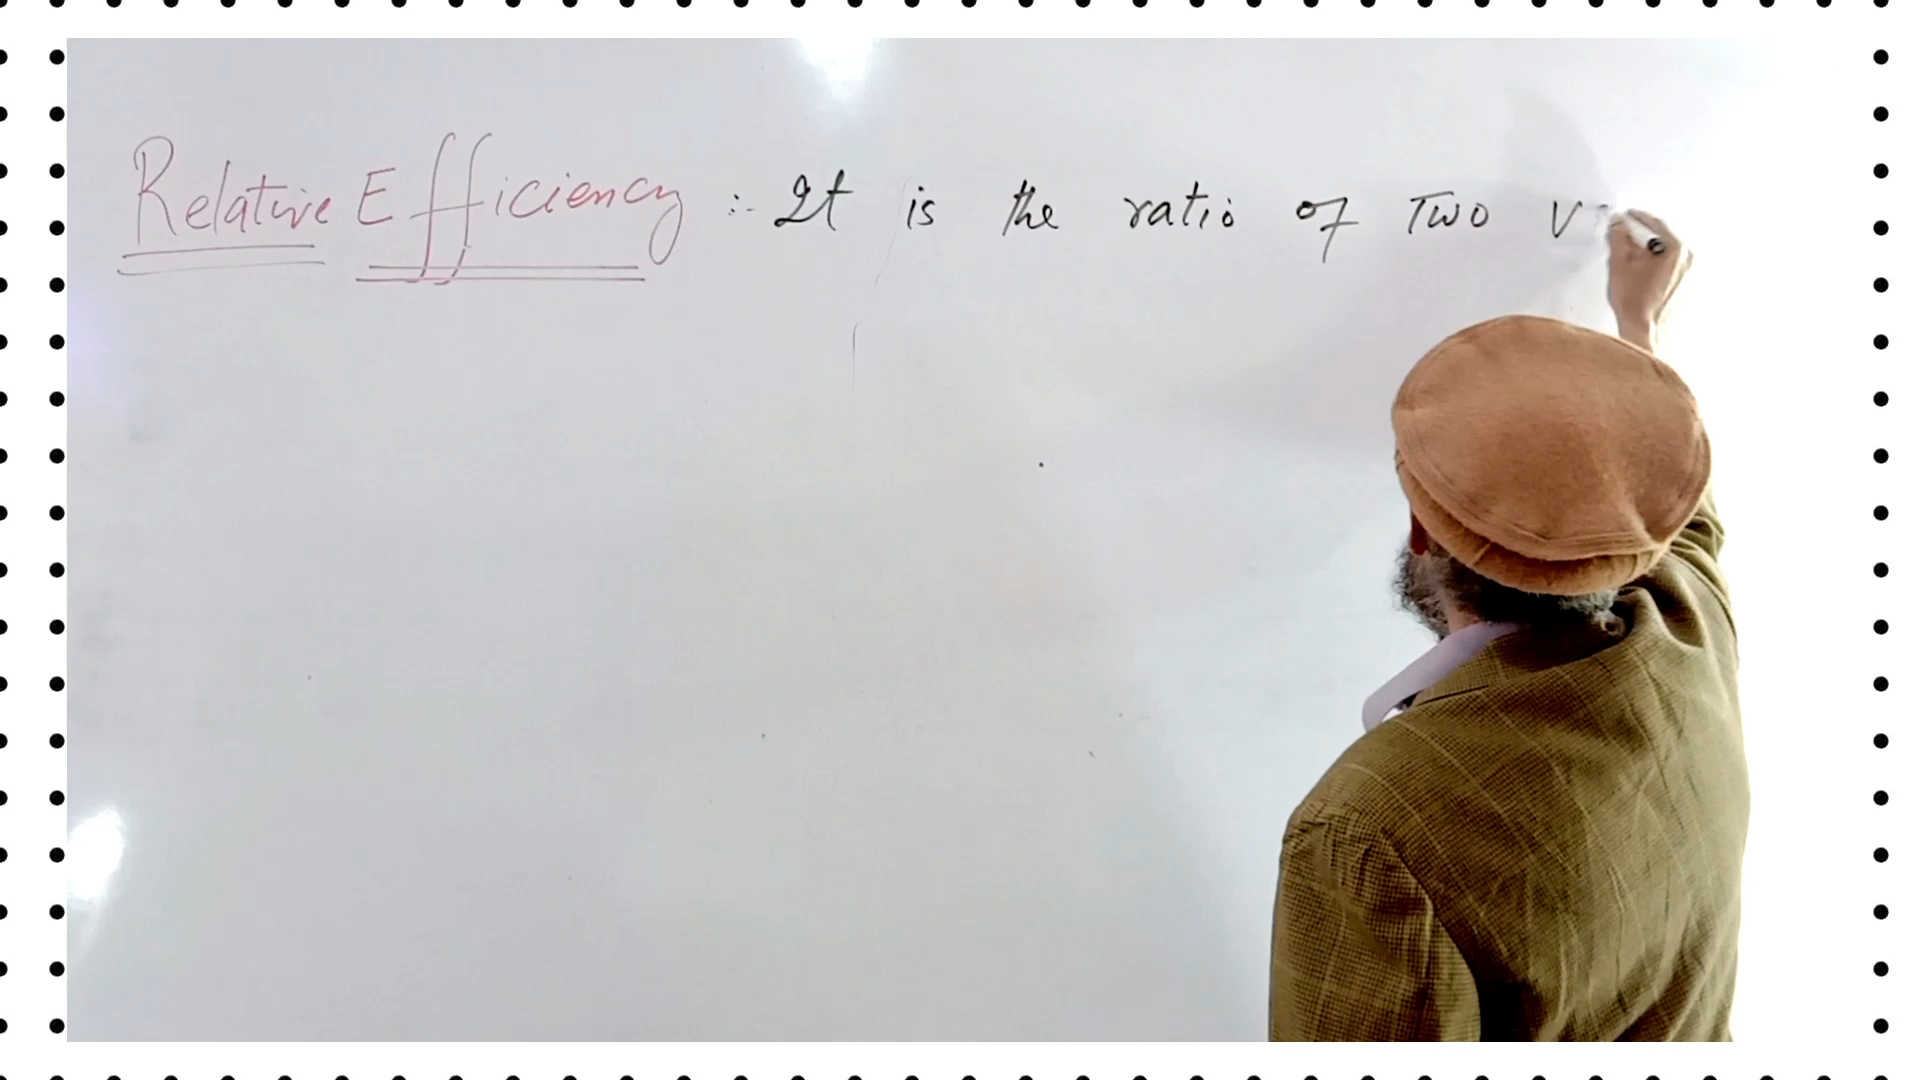 Relative Efficiency :- It is the ratio of Two V